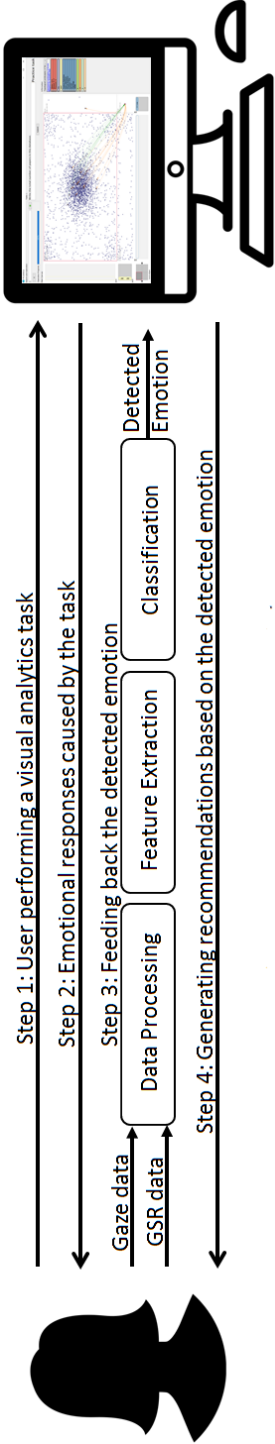 Step 1: User performing a visual analytics task
Step 2: Emotional responses caused by the task
Step 3: Feeding back the detected emotion
Gaze data
GSR data
Data Processing
Feature Extraction
Classification
Detected
Emotion
Step 4: Generating recommendations based on the detected emotion